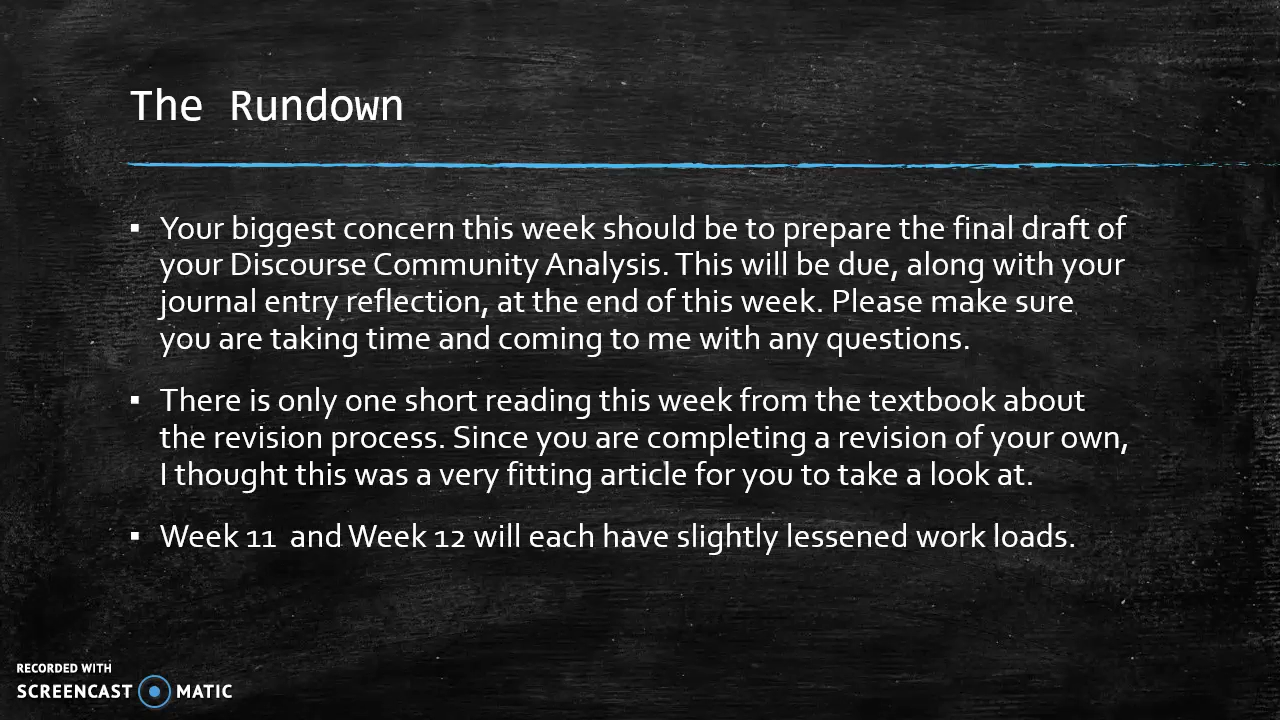 The Rundown
▪ Your biggest concern this week should be to prepare the final draft of
your Discourse Community Analysis. This will be due, along with your
journal entry reflection, at the end of this week. Please make sure
you are taking time and coming to me with any questions.
▪ There is only one short reading this week from the textbook about
the revision process. Since you are completing a revision of your own,
I thought this was a very fitting article for you to take a look at.
▪ Week 11  and Week 12 will each have slightly lessened work loads.
RECORDED WITH
SCREENCAST MATIC